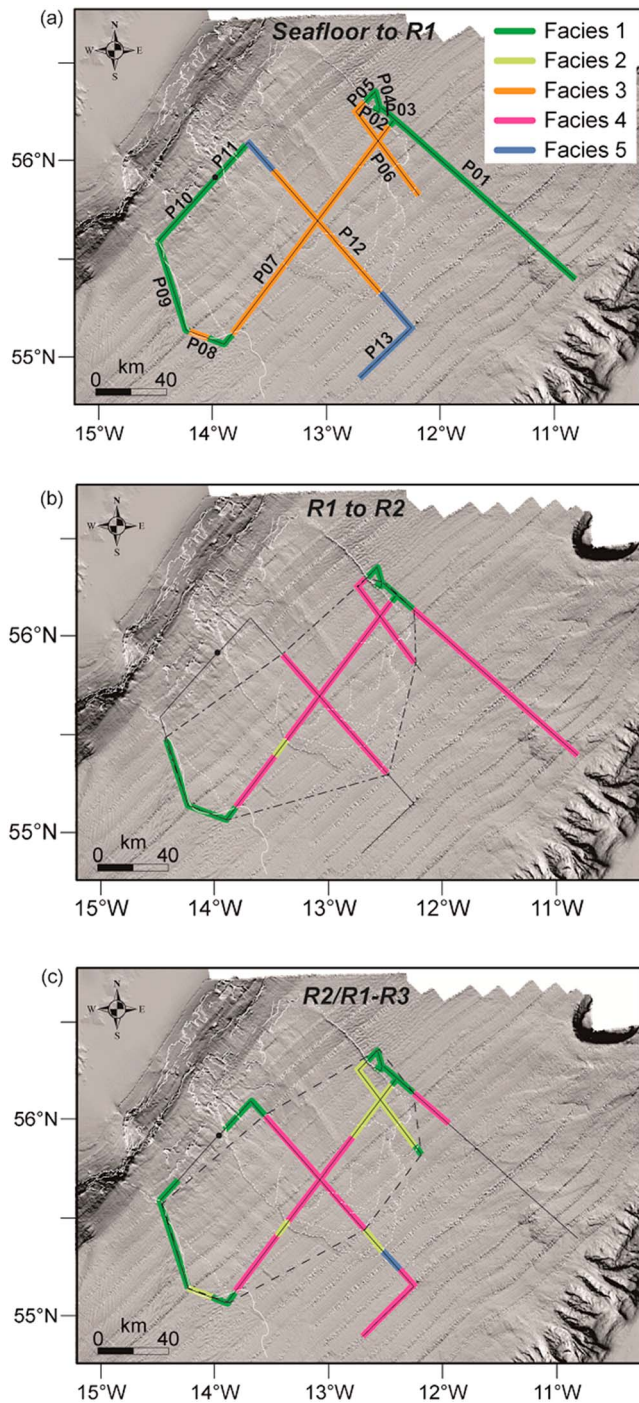 (a)
Seafloor to R1
Facies 1
Facies 2
Facies 3
Facies 4
Facies 5
N
W E
S
P05
P04
P03
P02
P01
P06
P11
P10
P12
P07
P09
P08
P13
56°N
55°N
km
0 40
15°W 14°W 13°W 12°W 11°W
(b)
R1 to R2
N
W E
S
56°N
55°N
km
0 40
15°W 14°W 13°W 12°W 11°W
(c)
R2/R1-R3
N
W E
S
56°N
55°N
km
0 40
15°W 14°W 13°W 12°W 11°W